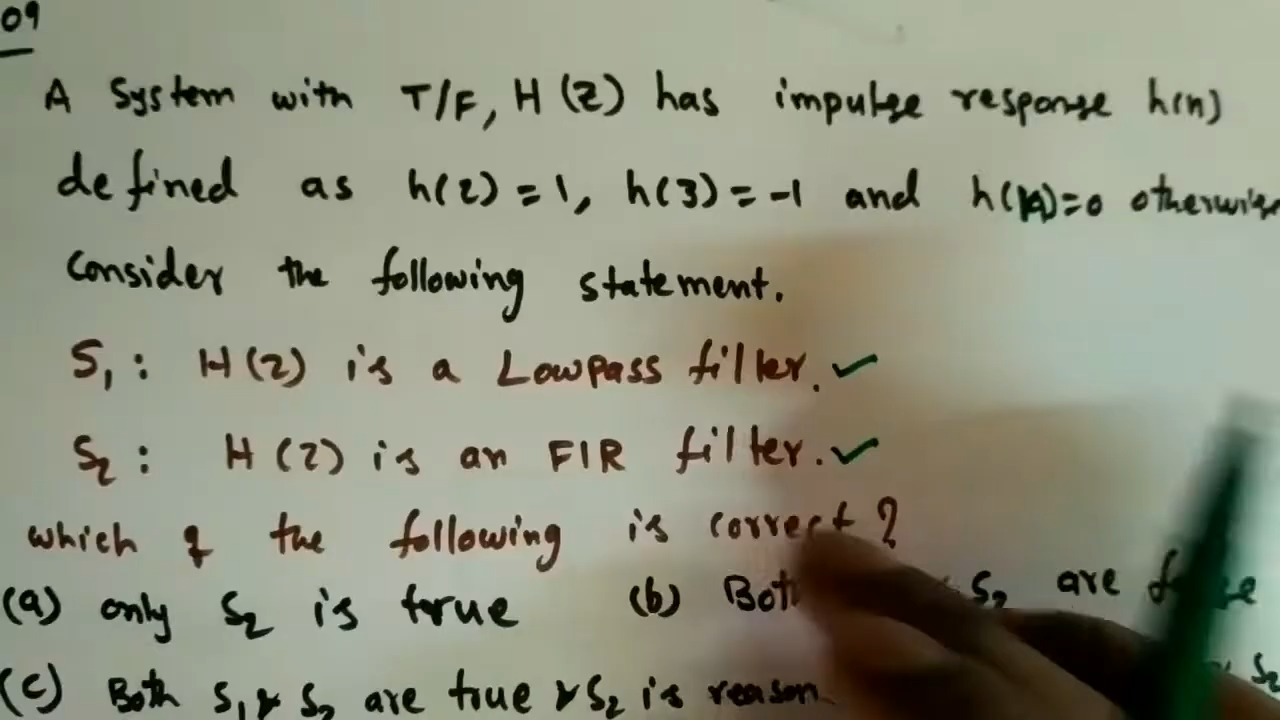 09
A System with T/F, H(Z) has impulse response h(n)
defined as h(2)=1, h(3)=-1 and h(k)=0 otherwise
Consider the following statement.
S1 : H(Z) is a Lowpass filter. ✓
S2 : H(Z) is an FIR filter. ✓
which of the following is correct?
(a) only S2 is true (b) S2 are
(c) Both S1 & S2 are true & S2 is reason S2